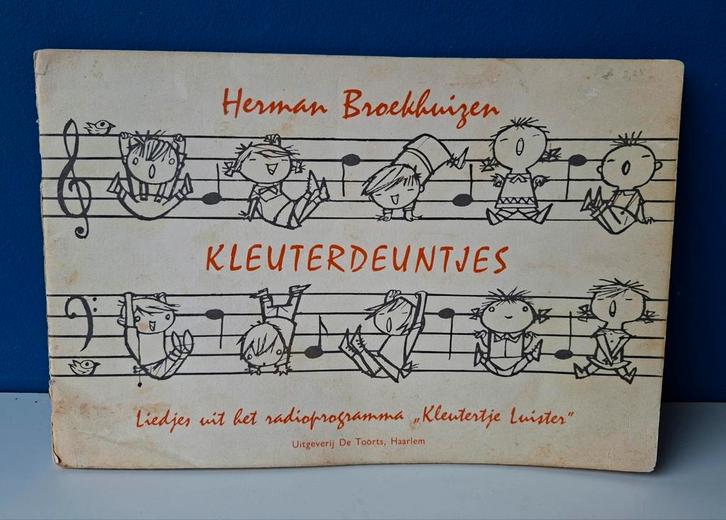 Herman Broekhuizen
KLEUTERDEUNTJES
Liedjes uit het radioprogramma „Kleutertje Luister"
Uitgeverij De Toorts, Haarlem